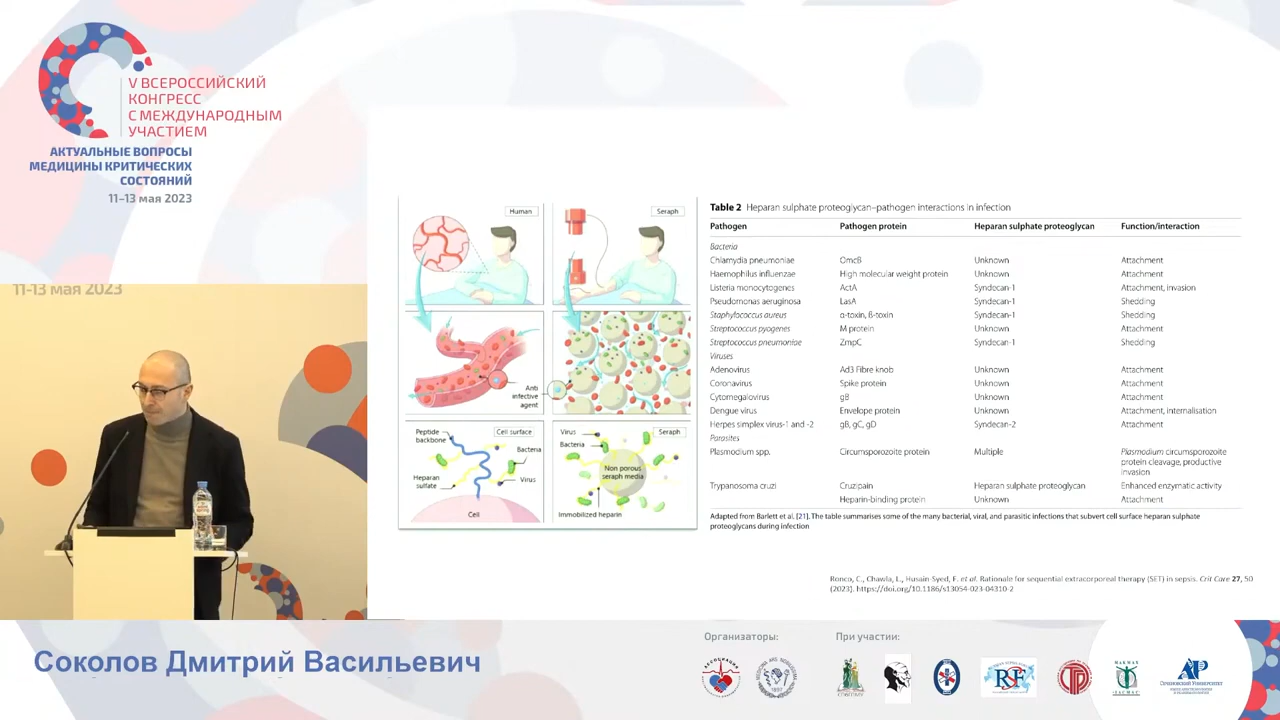 V ВСЕРОССИЙСКИЙ
КОНГРЕСС
С МЕЖДУНАРОДНЫМ
УЧАСТИЕМ
АКТУАЛЬНЫЕ ВОПРОСЫ
МЕДИЦИНЫ КРИТИЧЕСКИХ
СОСТОЯНИЙ
11–13 мая 2023
11-13 мая 2023
Human
Seraph
Anti
infective
agent
Peptide
backbone
Cell surface
Bacteria
Virus
Heparan
sulfate
Cell
Virus
Bacteria
Seraph
Non porous
seraph media
Immobilized heparin
Table 2 Heparan sulphate proteoglycan–pathogen interactions in infection
Pathogen Pathogen protein Heparan sulphate proteoglycan Function/interaction
Bacteria
Chlamydia pneumoniae OmcB Unknown Attachment
Haemophilus influenzae High molecular weight protein Unknown Attachment
Listeria monocytogenes ActA Syndecan-1 Attachment, invasion
Pseudomonas aeruginosa LasA Syndecan-1 Shedding
Staphylococcus aureus α-toxin, β-toxin Syndecan-1 Shedding
Streptococcus pyogenes M protein Unknown Attachment
Streptococcus pneumoniae ZmpC Syndecan-1 Shedding
Viruses
Adenovirus Ad3 Fibre knob Unknown Attachment
Coronavirus Spike protein Unknown Attachment
Cytomegalovirus gB Unknown Attachment
Dengue virus Envelope protein Unknown Attachment, internalisation
Herpes simplex virus-1 and -2 gB, gC, gD Syndecan-2 Attachment
Parasites
Plasmodium spp. Circumsporozoite protein Multiple Plasmodium circumsporozoite
protein cleavage, productive
invasion
Trypanosoma cruzi Cruzipain Heparan sulphate proteoglycan Enhanced enzymatic activity
Heparin-binding protein Unknown Attachment
Adapted from Barlett et al. [21]. The table summarises some of the many bacterial, viral, and parasitic infections that subvert cell surface heparan sulphate
proteoglycans during infection
Ronco, C., Chawla, L., Husain-Syed, F. et al. Rationale for sequential extracorporeal therapy (SET) in sepsis. Crit Care 27, 50
(2023). https://doi.org/10.1186/s13054-023-04310-2
Соколов Дмитрий Васильевич
Организаторы:
При участии: